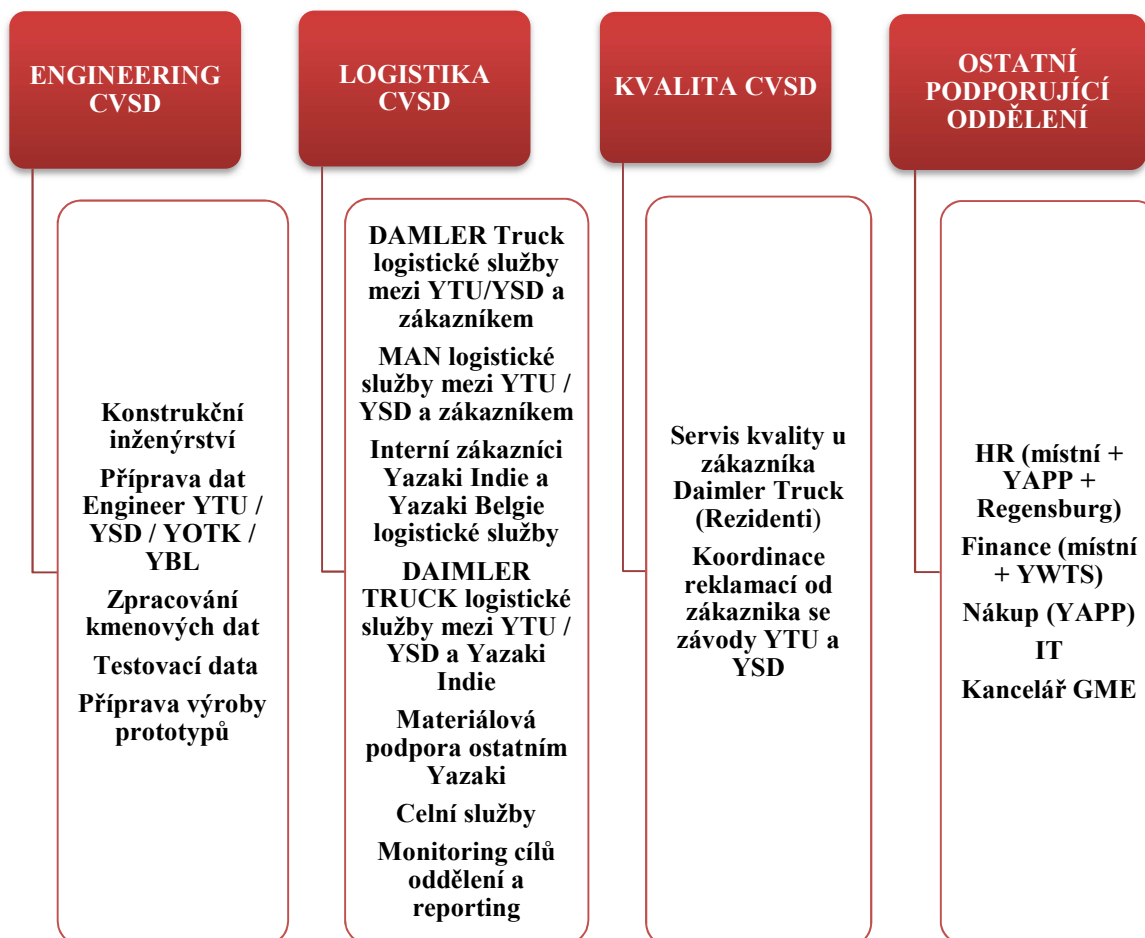 ENGINEERING
CVSD
Konstrukční
inženýrství
Příprava dat
Engineer YTU /
YSD / YOTK /
YBL
Zpracování
kmenových dat
Testovací data
Příprava výroby
prototypů
LOGISTIKA
CVSD
DAMLER Truck
logistické služby
mezi YTU/YSD a
zákazníkem
MAN logistické
služby mezi YTU /
YSD a zákazníkem
Interní zákazníci
Yazaki Indie a
Yazaki Belgie
logistické služby
DAIMLER
TRUCK logistické
služby mezi YTU /
YSD a Yazaki
Indie
Materiálová
podpora ostatním
Yazaki
Celní služby
Monitoring cílů
oddělení a
reporting
KVALITA CVSD
Servis kvality u
zákazníka
Daimler Truck
(Rezidenti)
Koordinace
reklamací od
zákaznika se
závody YTU a
YSD
OSTATNÍ
PODPORUJÍCÍ
ODDĚLENÍ
HR (místní +
YAPP +
Regensburg)
Finance (místní
+ YWTS)
Nákup (YAPP)
IT
Kancelář GME